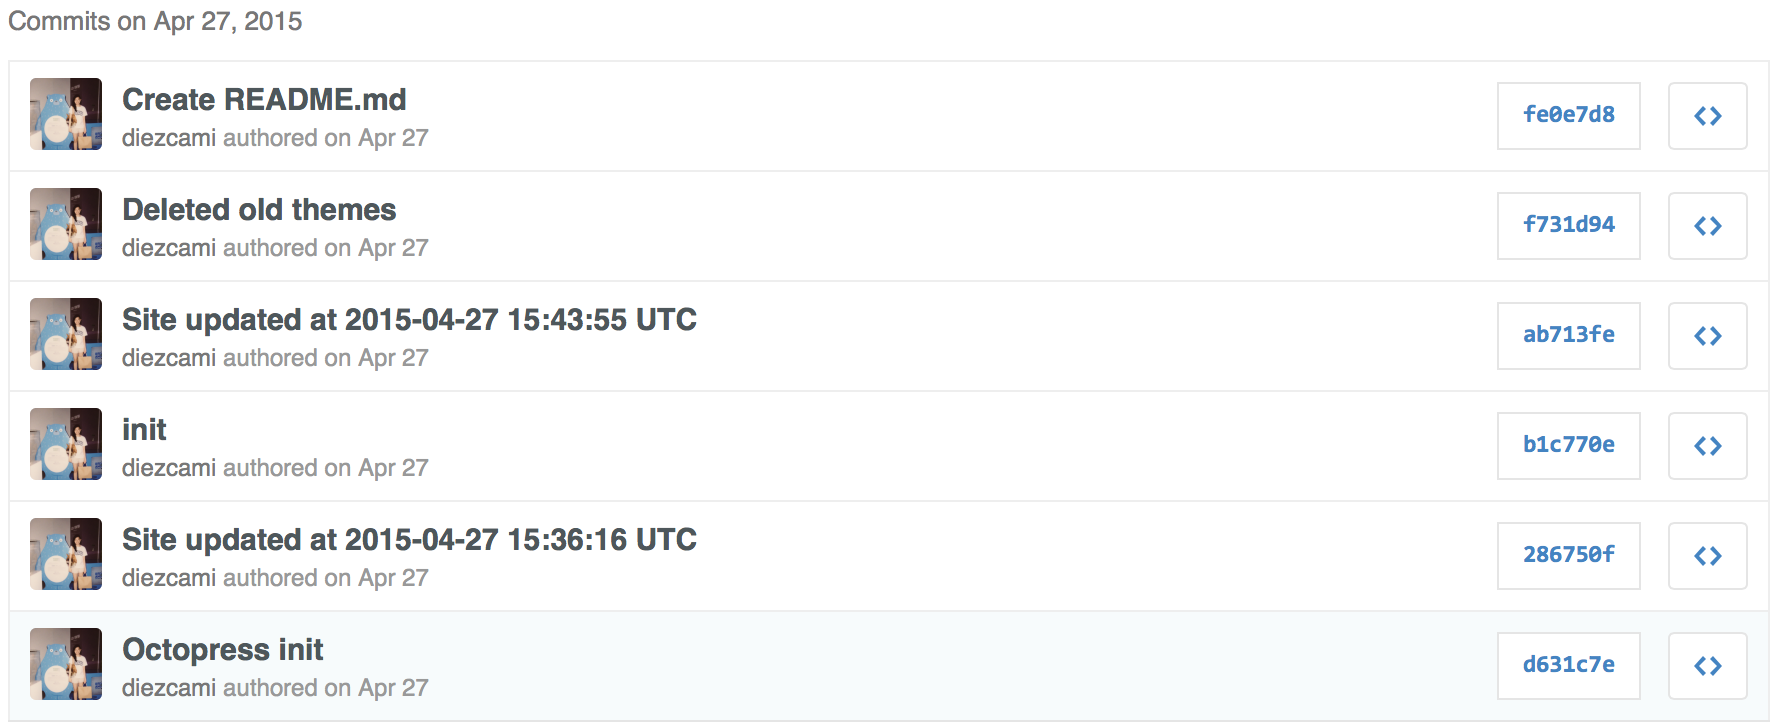 Commits on Apr 27, 2015
Create README.md
diezcami authored on Apr 27
fe0e7d8
Deleted old themes
diezcami authored on Apr 27
f731d94
Site updated at 2015-04-27 15:43:55 UTC
diezcami authored on Apr 27
ab713fe
init
diezcami authored on Apr 27
b1c770e
Site updated at 2015-04-27 15:36:16 UTC
diezcami authored on Apr 27
286750f
Octopress init
diezcami authored on Apr 27
d631c7e